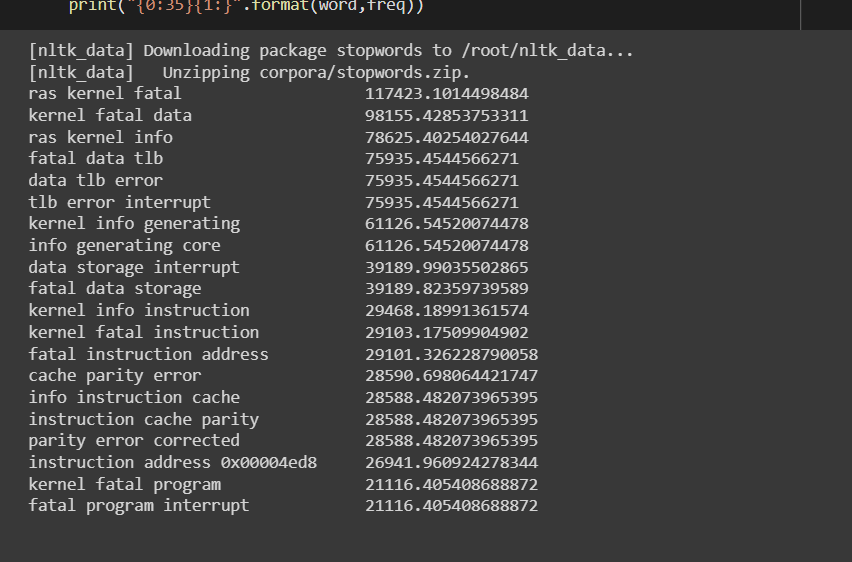 print("{0:35}{1:}".format(word,freq))
[nltk_data] Downloading package stopwords to /root/nltk_data...
[nltk_data]   Unzipping corpora/stopwords.zip.
ras kernel fatal                   117423.1014498484
kernel fatal data                  98155.42853753311
ras kernel info                    78625.40254027644
fatal data tlb                     75935.4544566271
data tlb error                     75935.4544566271
tlb error interrupt                75935.4544566271
kernel info generating             61126.54520074478
info generating core               61126.54520074478
data storage interrupt             39189.99035502865
fatal data storage                 39189.82359739589
kernel info instruction            29468.18991361574
kernel fatal instruction           29103.17509904902
fatal instruction address          29101.326228790058
cache parity error                 28590.698064421747
info instruction cache             28588.482073965395
instruction cache parity           28588.482073965395
parity error corrected             28588.482073965395
instruction address 0x00004ed8     26941.960924278344
kernel fatal program               21116.405408688872
fatal program interrupt            21116.405408688872